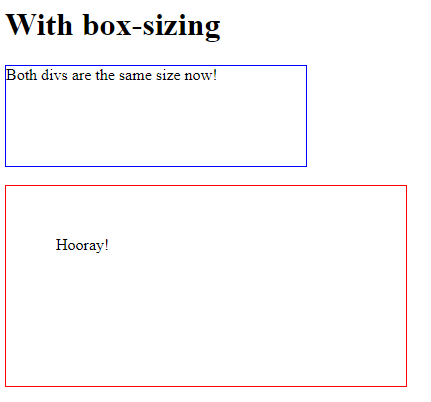 With box-sizing
Both divs are the same size now!
Hooray!